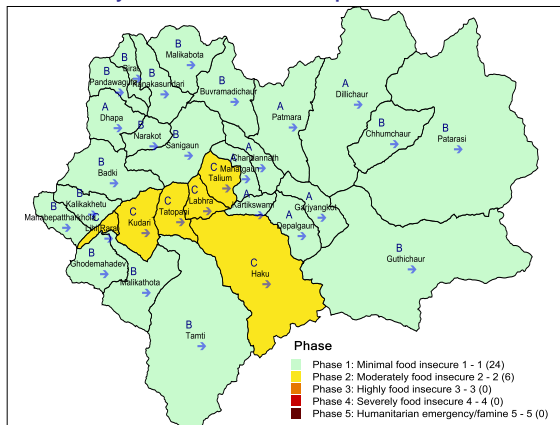 B
Malikabota
B
Birat
B
Kanakasundari
B
Pandawagufa
B
Buvramadichaur
A
Dillichaur
A
Patmara
A
Dhapa
B
Narakot
B
Sanigaun
B
Chhumchaur
B
Patarasi
A
Chandannath
A
Mahatgaun
B
Badki
C
Talium
C
Labhra
A
Kartikswami
A
Garjyangkot
B
Kalikakhetu
B
Mahabepattharkhola
C
C
Kudari
C
Tatopani
A
Depalgaun
B
Ghodemahadev
B
Malikathota
C
Haku
B
Guthichaur
B
Tamti
Phase
Phase 1: Minimal food insecure 1 - 1 (24)
Phase 2: Moderately food insecure 2 - 2 (6)
Phase 3: Highly food insecure 3 - 3 (0)
Phase 4: Severely food insecure 4 - 4 (0)
Phase 5: Humanitarian emergency/famine 5 - 5 (0)